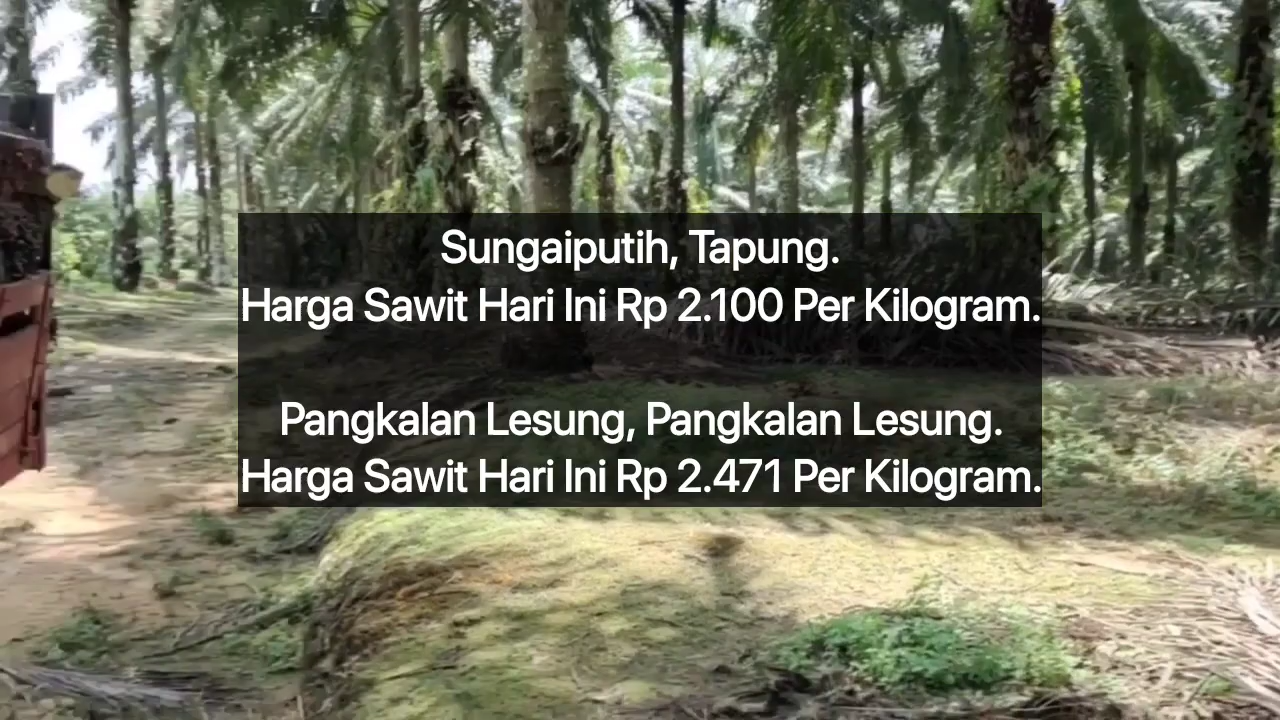 Sungaiputih, Tapung.
Harga Sawit Hari Ini Rp 2.100 Per Kilogram.
Pangkalan Lesung, Pangkalan Lesung.
Harga Sawit Hari Ini Rp 2.471 Per Kilogram.